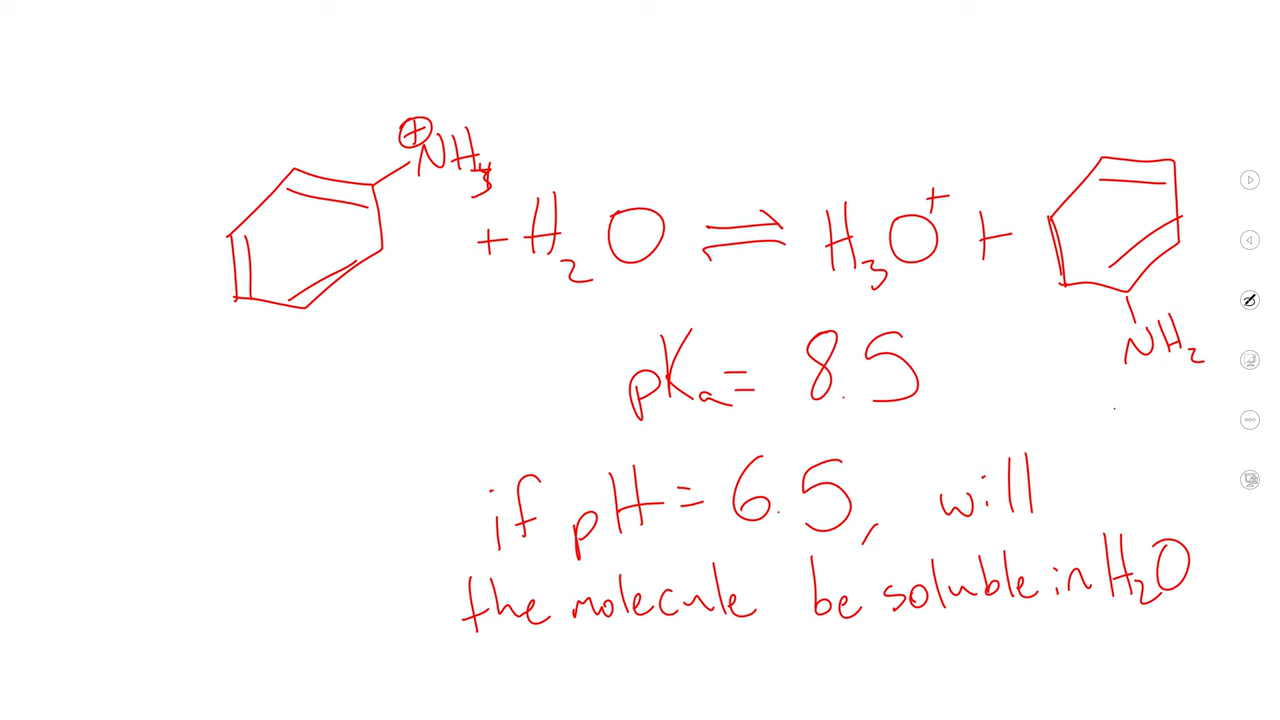 ⊕
NH₃
+ H₂O ⇌ H₃O⁺ +
NH₂
pKₐ = 8.5
if pH = 6.5, will
the molecule be soluble in H₂O